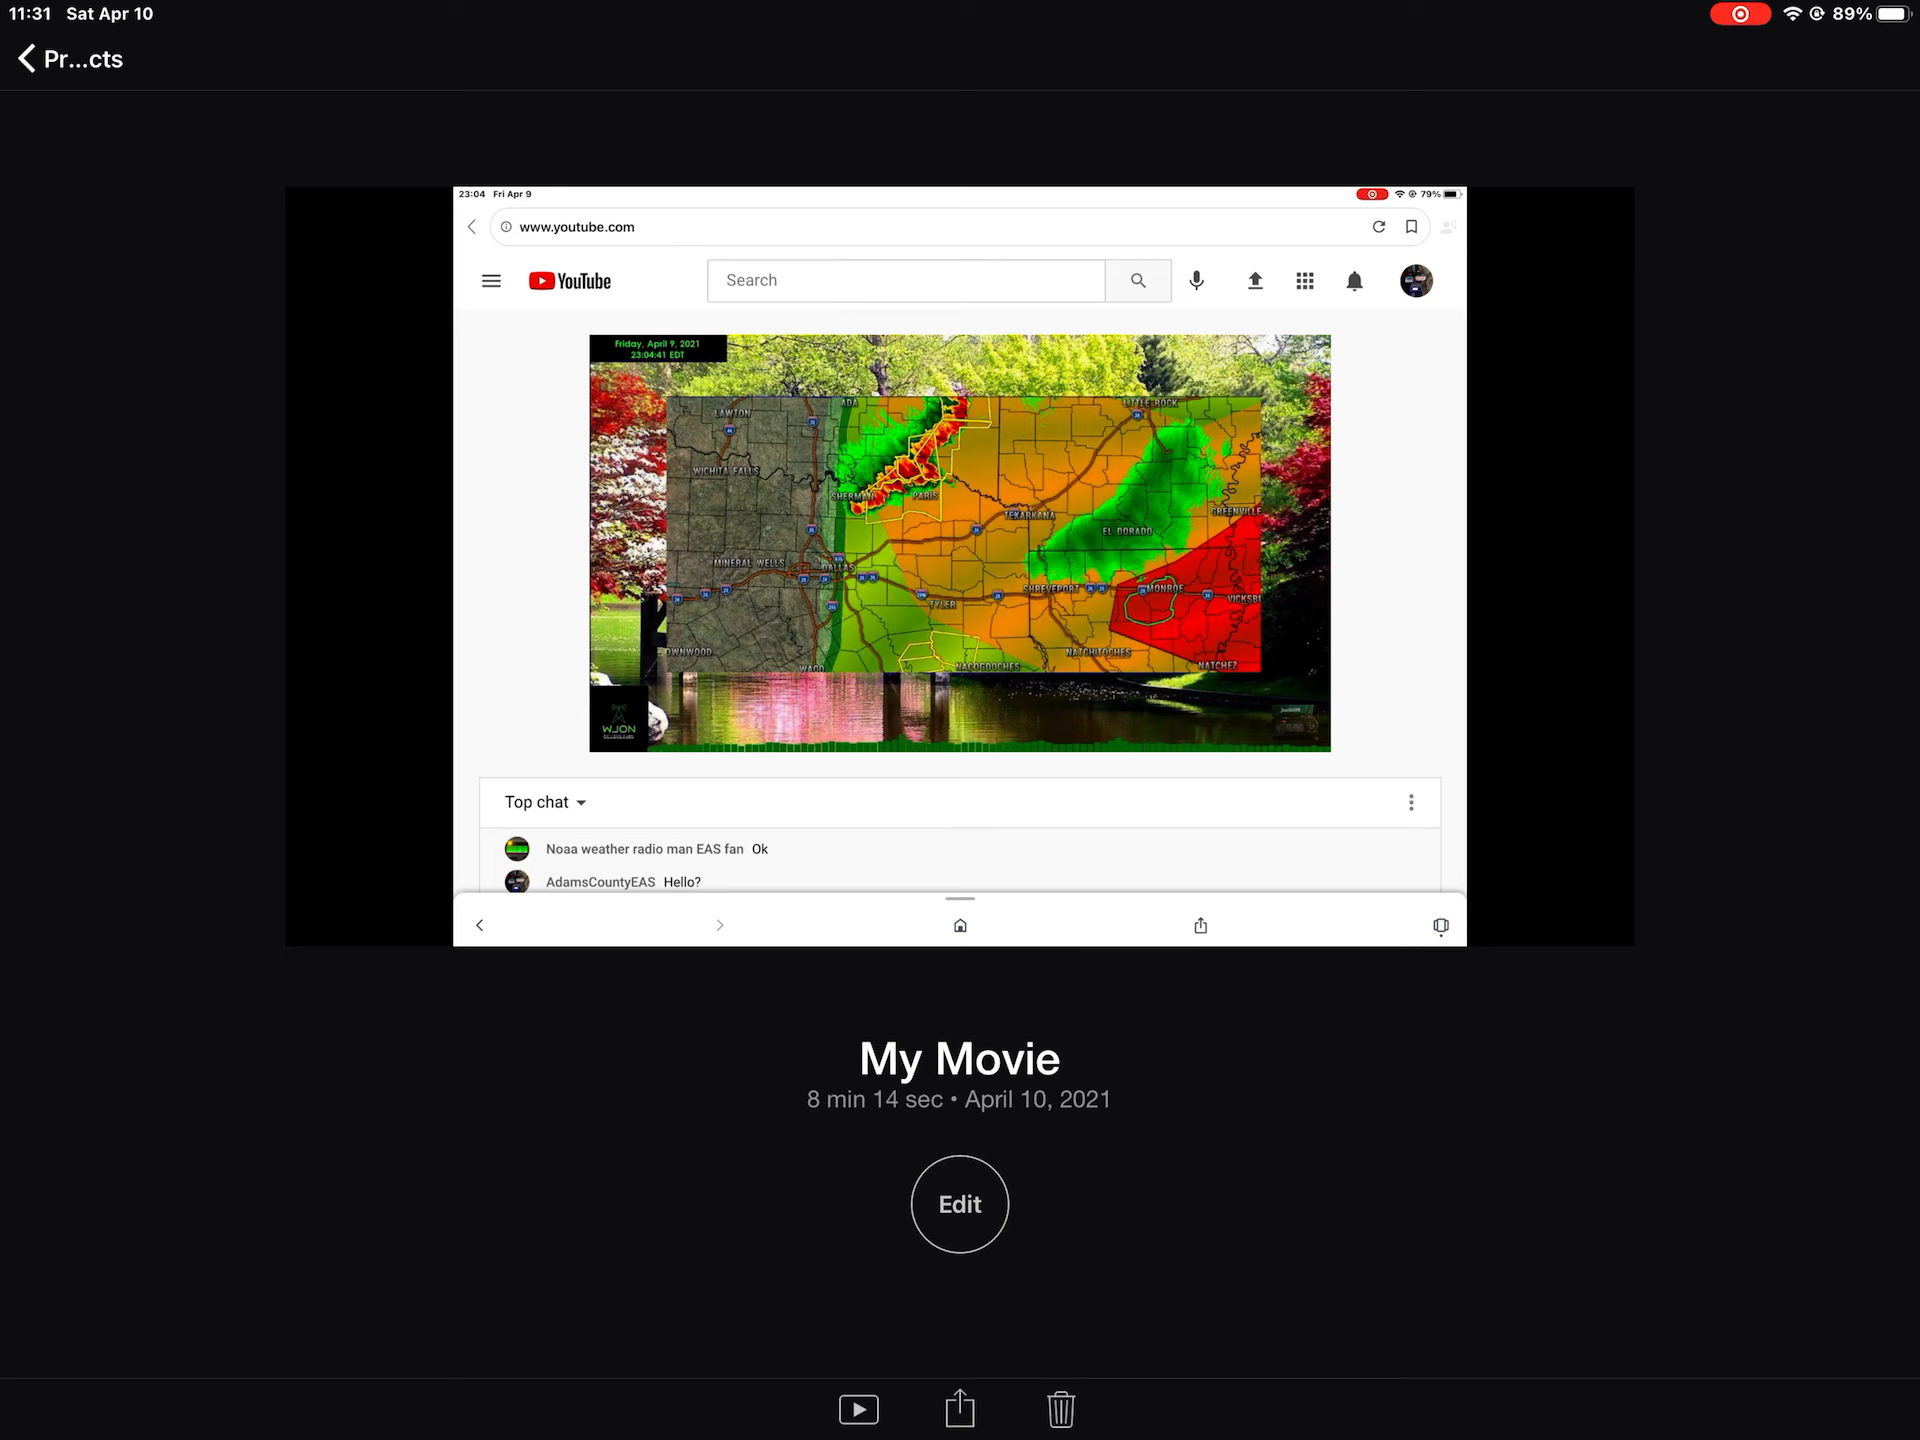 11:31 Sat Apr 10
89%
Pr...cts
23:04 Fri Apr 9
79%
www.youtube.com
YouTube
Search
Friday, April 9, 2021
23:04:41 EDT
ADA
LITTLE ROCK
LAWTON
WICHITA FALLS
SHERMAN
PARIS
GREENVILLE
TEXARKANA
EL DORADO
MINERAL WELLS
DALLAS
SHREVEPORT
MONROE
VICKSB
TYLER
OWNWOOD
WACO
NACOGDOCHES
NATCHITOCHES
NATCHEZ
WJON
Top chat
Noaa weather radio man EAS fan Ok
AdamsCountyEAS Hello?
My Movie
8 min 14 sec • April 10, 2021
Edit